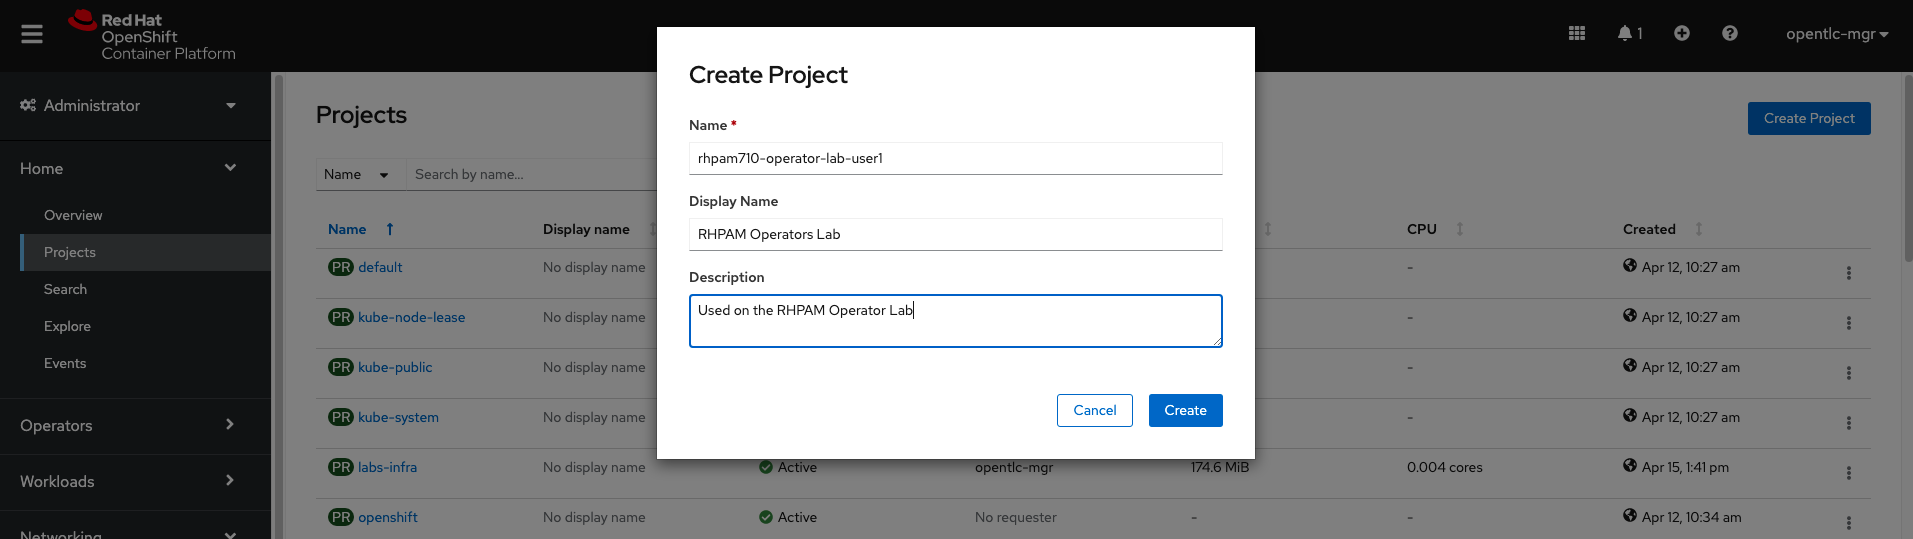 Red Hat
OpenShift
Container Platform
1
opentlc-mgr
Administrator
Home
Overview
Projects
Search
Explore
Events
Operators
Workloads
Networking
Projects
Create Project
Name Search by name...
Name Display name CPU Created
PR default No display name - Apr 12, 10:27 am
PR kube-node-lease No display name - Apr 12, 10:27 am
PR kube-public No display name - Apr 12, 10:27 am
PR kube-system No display name - Apr 12, 10:27 am
PR labs-infra No display name Active opentlc-mgr 174.6 MiB 0.004 cores Apr 15, 1:41 pm
PR openshift No display name Active No requester - - Apr 12, 10:34 am
Create Project
Name *
rhpam710-operator-lab-user1
Display Name
RHPAM Operators Lab
Description
Used on the RHPAM Operator Lab
Cancel Create